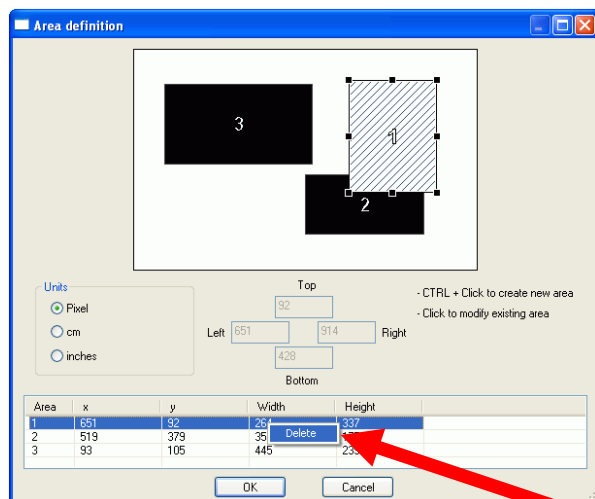 Area definition
3
1
2
Units
Pixel
cm
inches
Top
92
Left 651 914 Right
428
Bottom
- CTRL + Click to create new area
- Click to modify existing area
Area x y Width Height
1 651 92 337
2 519 379
Delete
3 93 105 445
OK Cancel